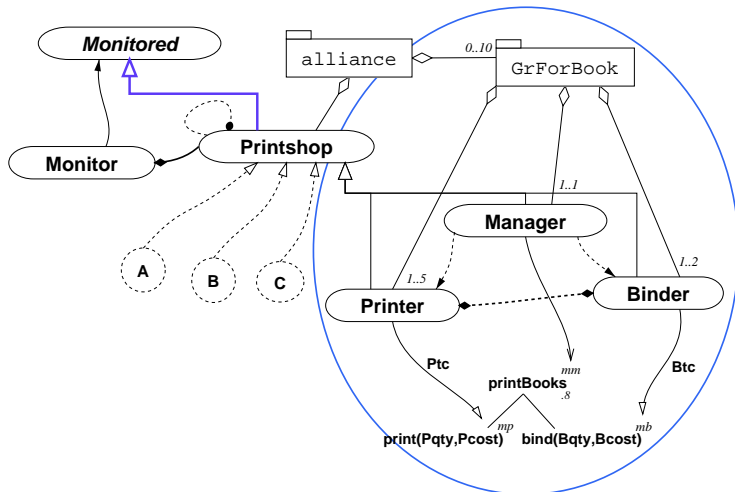 Monitored
alliance
0..10
GrForBook
Monitor
Printshop
1..1
Manager
A
B
C
1..5
1..2
Printer
Binder
Ptc
Btc
mm
printBooks
.8
mp
mb
print(Pqty,Pcost)
bind(Bqty,Bcost)